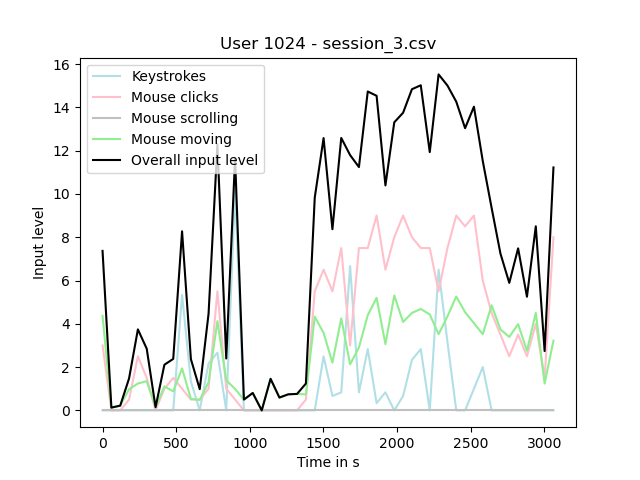 User 1024 - session_3.csv
Keystrokes
Mouse clicks
Mouse scrolling
Mouse moving
Overall input level
Input level
16
14
12
10
8
6
4
2
0
0 500 1000 1500 2000 2500 3000
Time in s